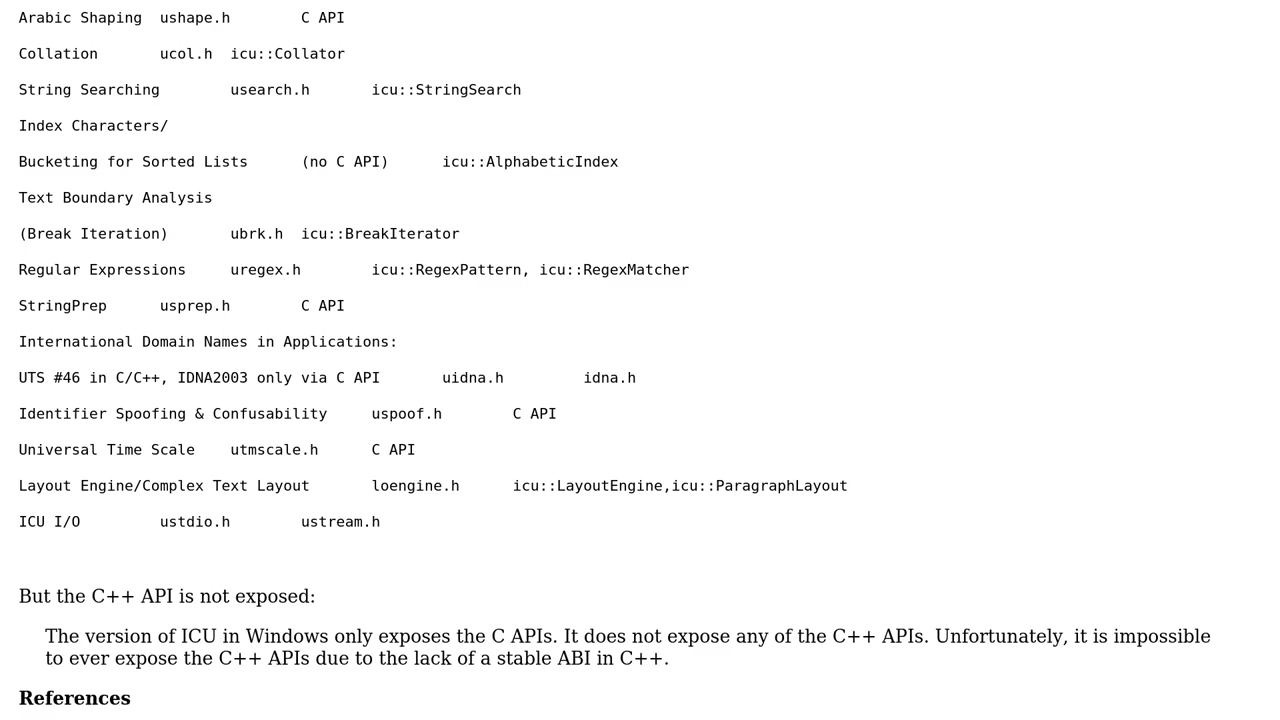 Arabic Shaping ushape.h C API
Collation ucol.h icu::Collator
String Searching usearch.h icu::StringSearch
Index Characters/
Bucketing for Sorted Lists (no C API) icu::AlphabeticIndex
Text Boundary Analysis
(Break Iteration) ubrk.h icu::BreakIterator
Regular Expressions uregex.h icu::RegexPattern, icu::RegexMatcher
StringPrep usprep.h C API
International Domain Names in Applications:
UTS #46 in C/C++, IDNA2003 only via C API uidna.h idna.h
Identifier Spoofing & Confusability uspoof.h C API
Universal Time Scale utmscale.h C API
Layout Engine/Complex Text Layout loengine.h icu::LayoutEngine,icu::ParagraphLayout
ICU I/O ustdio.h ustream.h
But the C++ API is not exposed:
The version of ICU in Windows only exposes the C APIs. It does not expose any of the C++ APIs. Unfortunately, it is impossible
to ever expose the C++ APIs due to the lack of a stable ABI in C++.
References